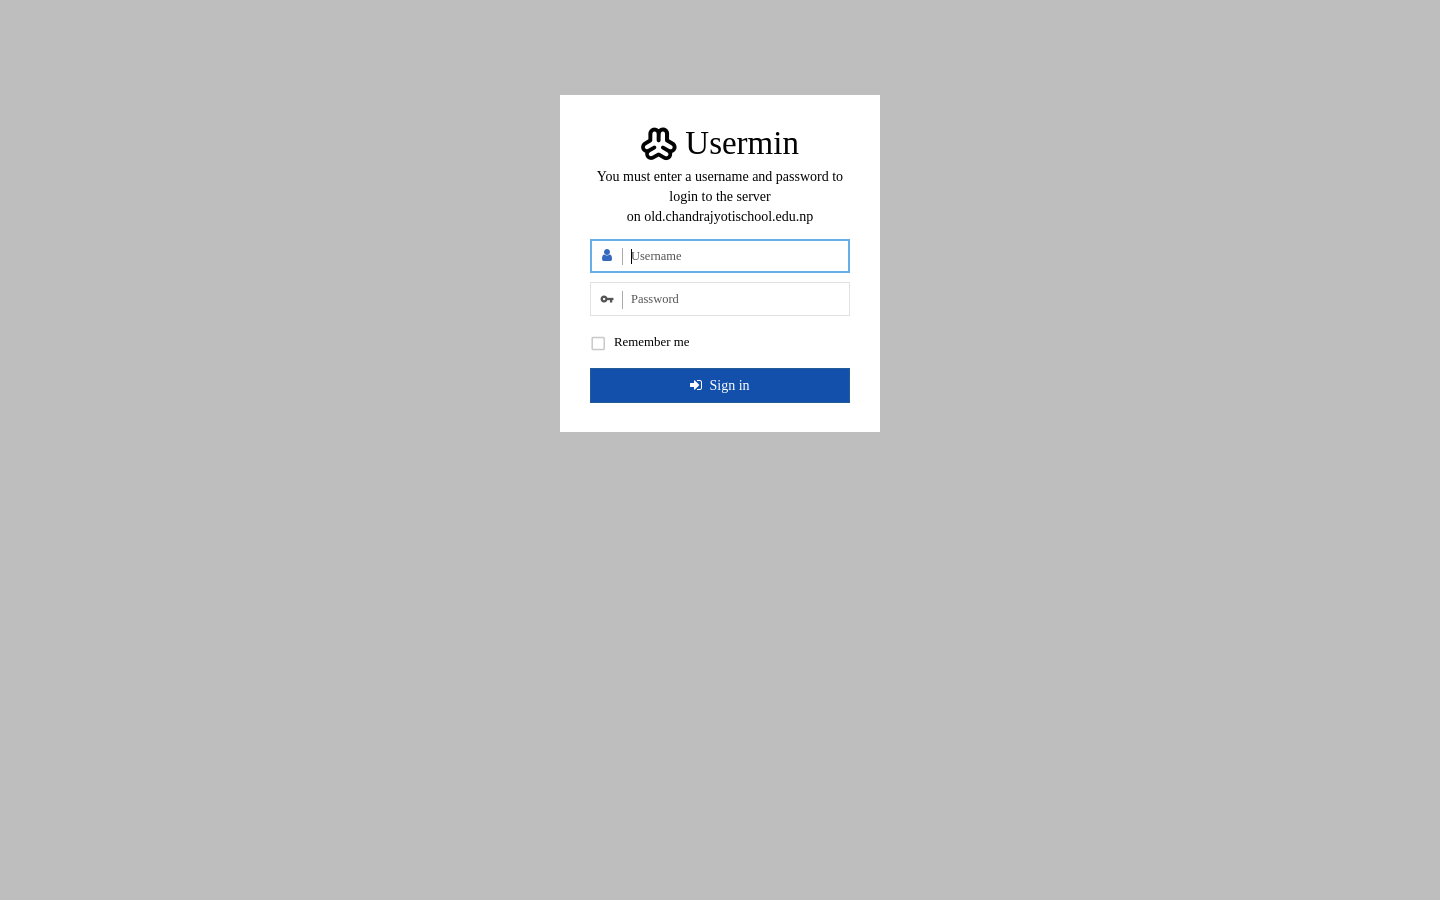 Usermin
You must enter a username and password to
login to the server
on old.chandrajyotischool.edu.np
Username
Password
Remember me
Sign in